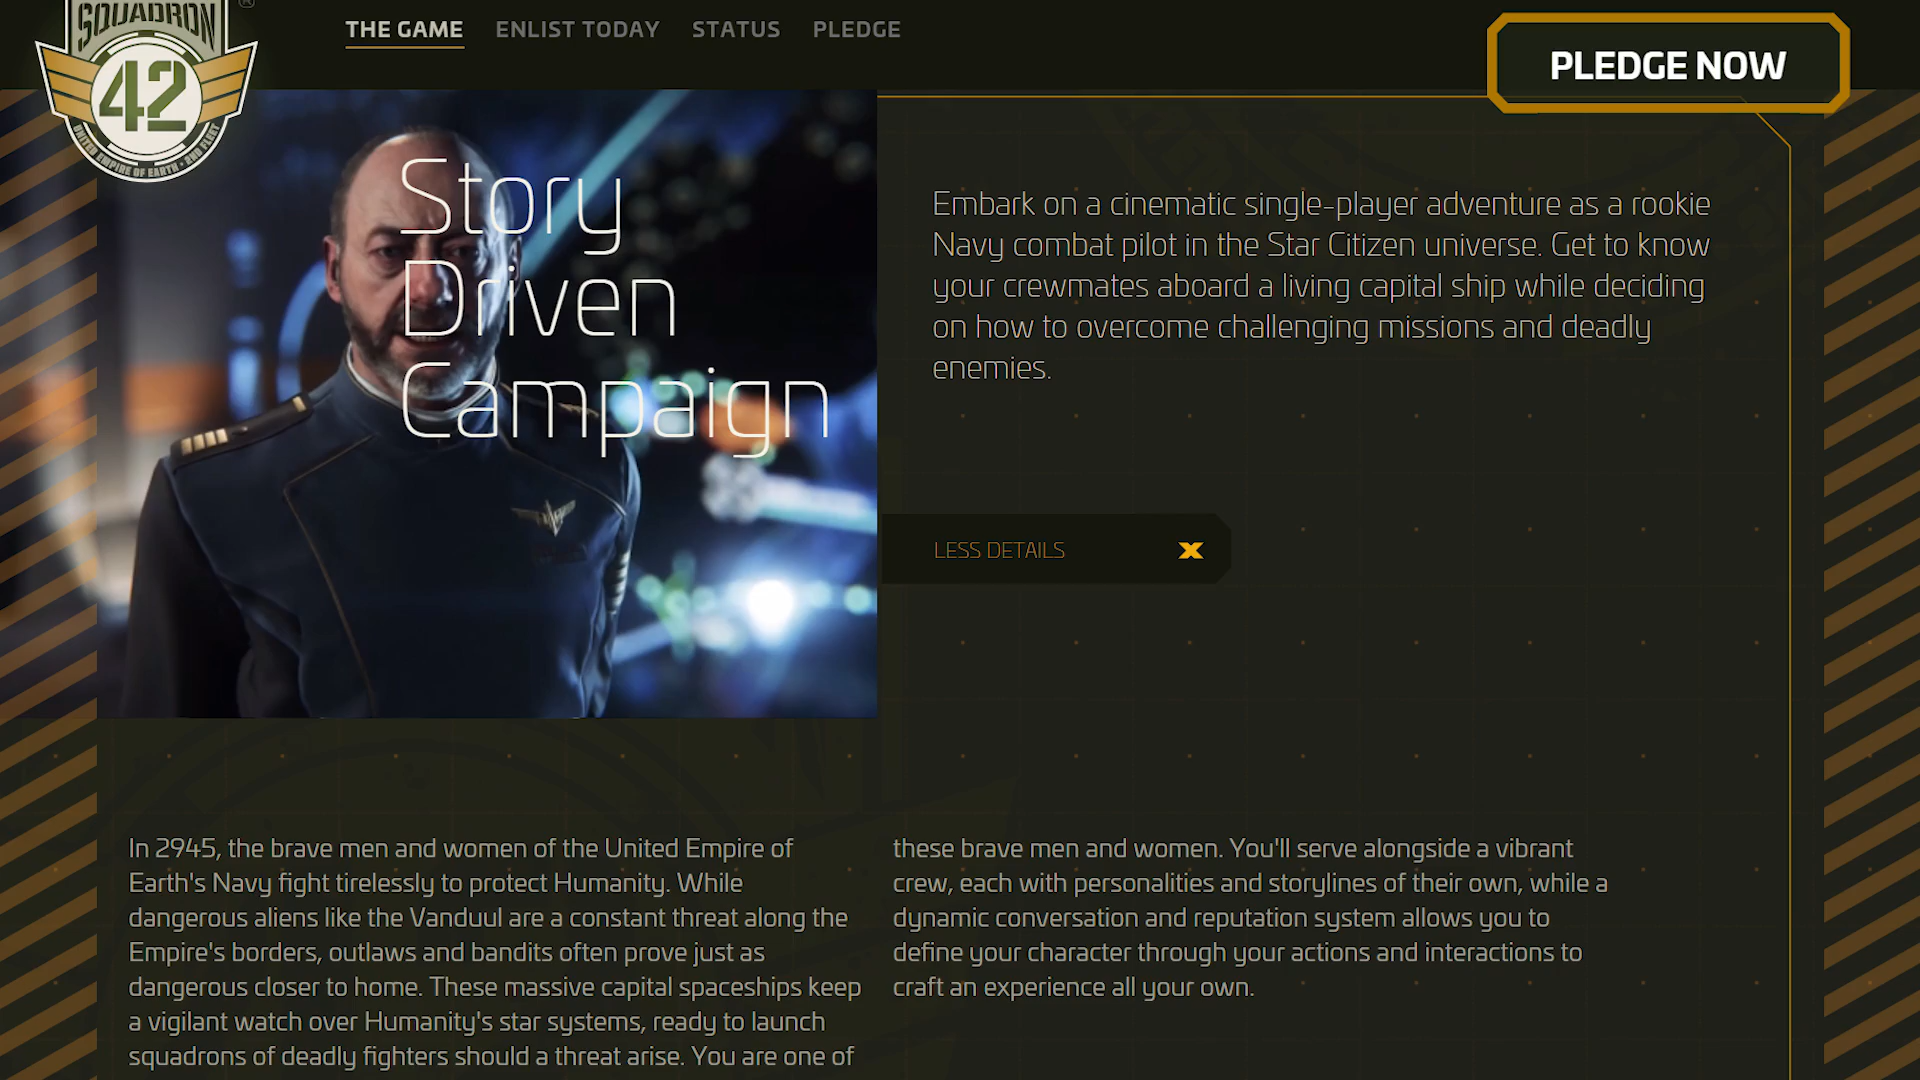 SQUADRON
®
42
UNITED EMPIRE OF EARTH • 2ND FLEET
THE GAME
ENLIST TODAY
STATUS
PLEDGE
PLEDGE NOW
Story
Driven
Campaign
Embark on a cinematic single-player adventure as a rookie
Navy combat pilot in the Star Citizen universe. Get to know
your crewmates aboard a living capital ship while deciding
on how to overcome challenging missions and deadly
enemies.
LESS DETAILS
In 2945, the brave men and women of the United Empire of
Earth's Navy fight tirelessly to protect Humanity. While
dangerous aliens like the Vanduul are a constant threat along the
Empire's borders, outlaws and bandits often prove just as
dangerous closer to home. These massive capital spaceships keep
a vigilant watch over Humanity's star systems, ready to launch
squadrons of deadly fighters should a threat arise. You are one of
these brave men and women. You'll serve alongside a vibrant
crew, each with personalities and storylines of their own, while a
dynamic conversation and reputation system allows you to
define your character through your actions and interactions to
craft an experience all your own.